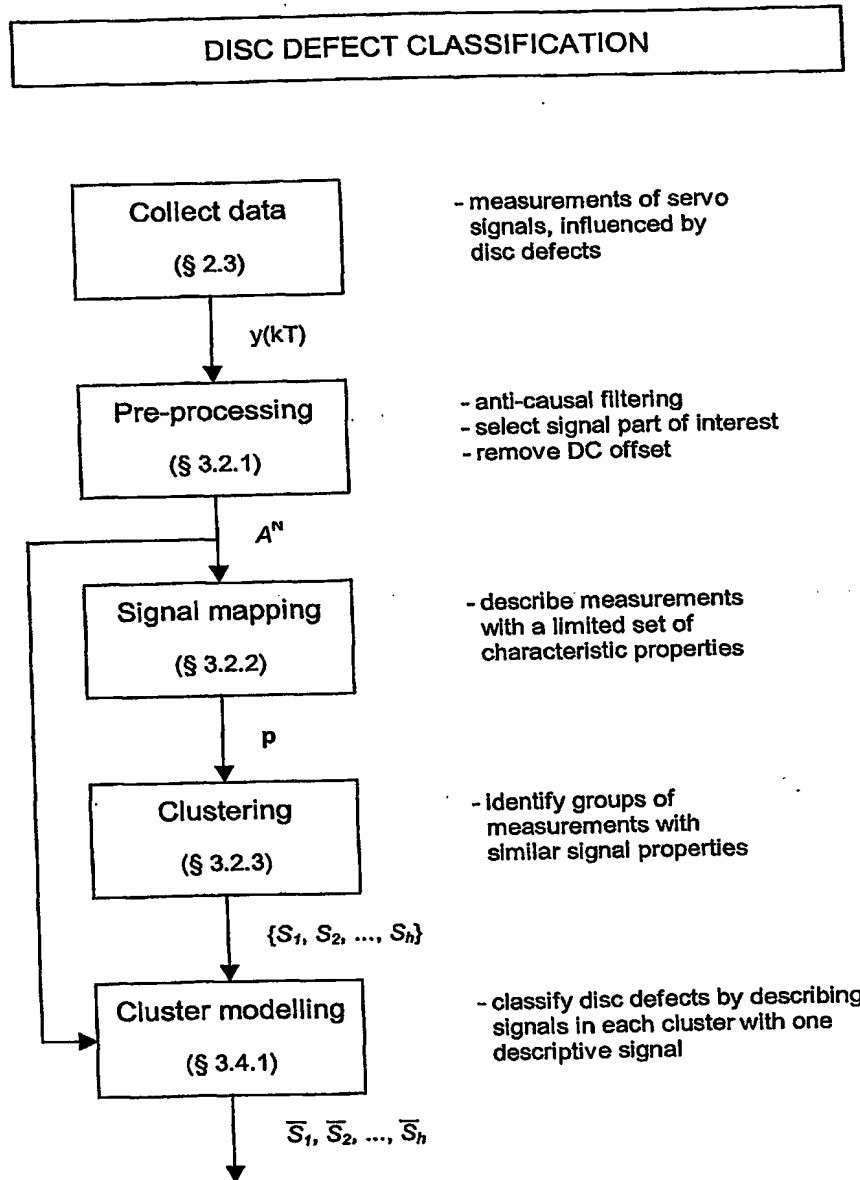 DISC DEFECT CLASSIFICATION
Collect data
(§ 2.3)
- measurements of servo
signals, influenced by
disc defects
y(kT)
Pre-processing
(§ 3.2.1)
- anti-causal filtering
- select signal part of interest
- remove DC offset
Aᴺ
Signal mapping
(§ 3.2.2)
- describe measurements
with a limited set of
characteristic properties
p
Clustering
(§ 3.2.3)
- identify groups of
measurements with
similar signal properties
{S₁, S₂, ..., Sₕ}
Cluster modelling
(§ 3.4.1)
- classify disc defects by describing
signals in each cluster with one
descriptive signal
S̅₁, S̅₂, ..., S̅ₕ